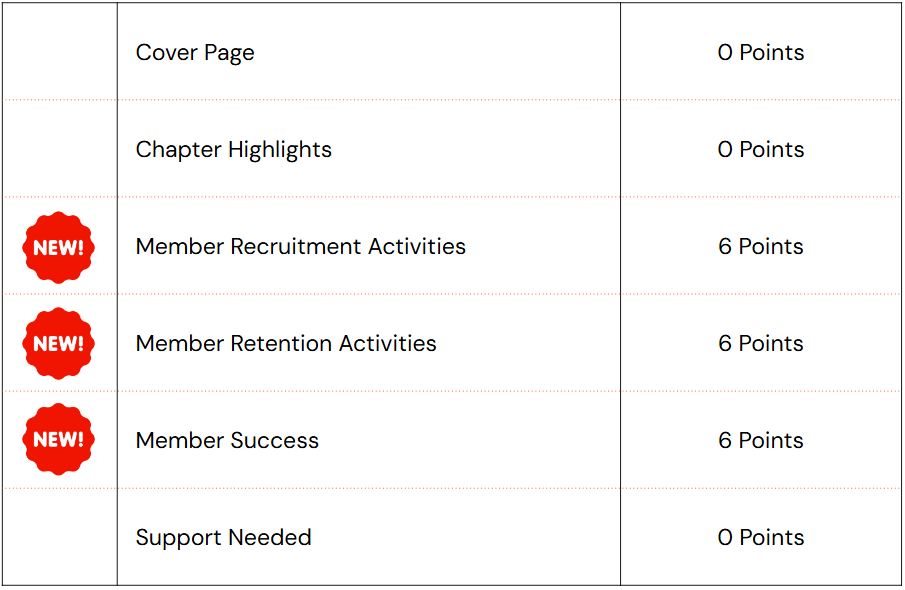 Cover Page 0 Points
Chapter Highlights 0 Points
NEW! Member Recruitment Activities 6 Points
NEW! Member Retention Activities 6 Points
NEW! Member Success 6 Points
Support Needed 0 Points